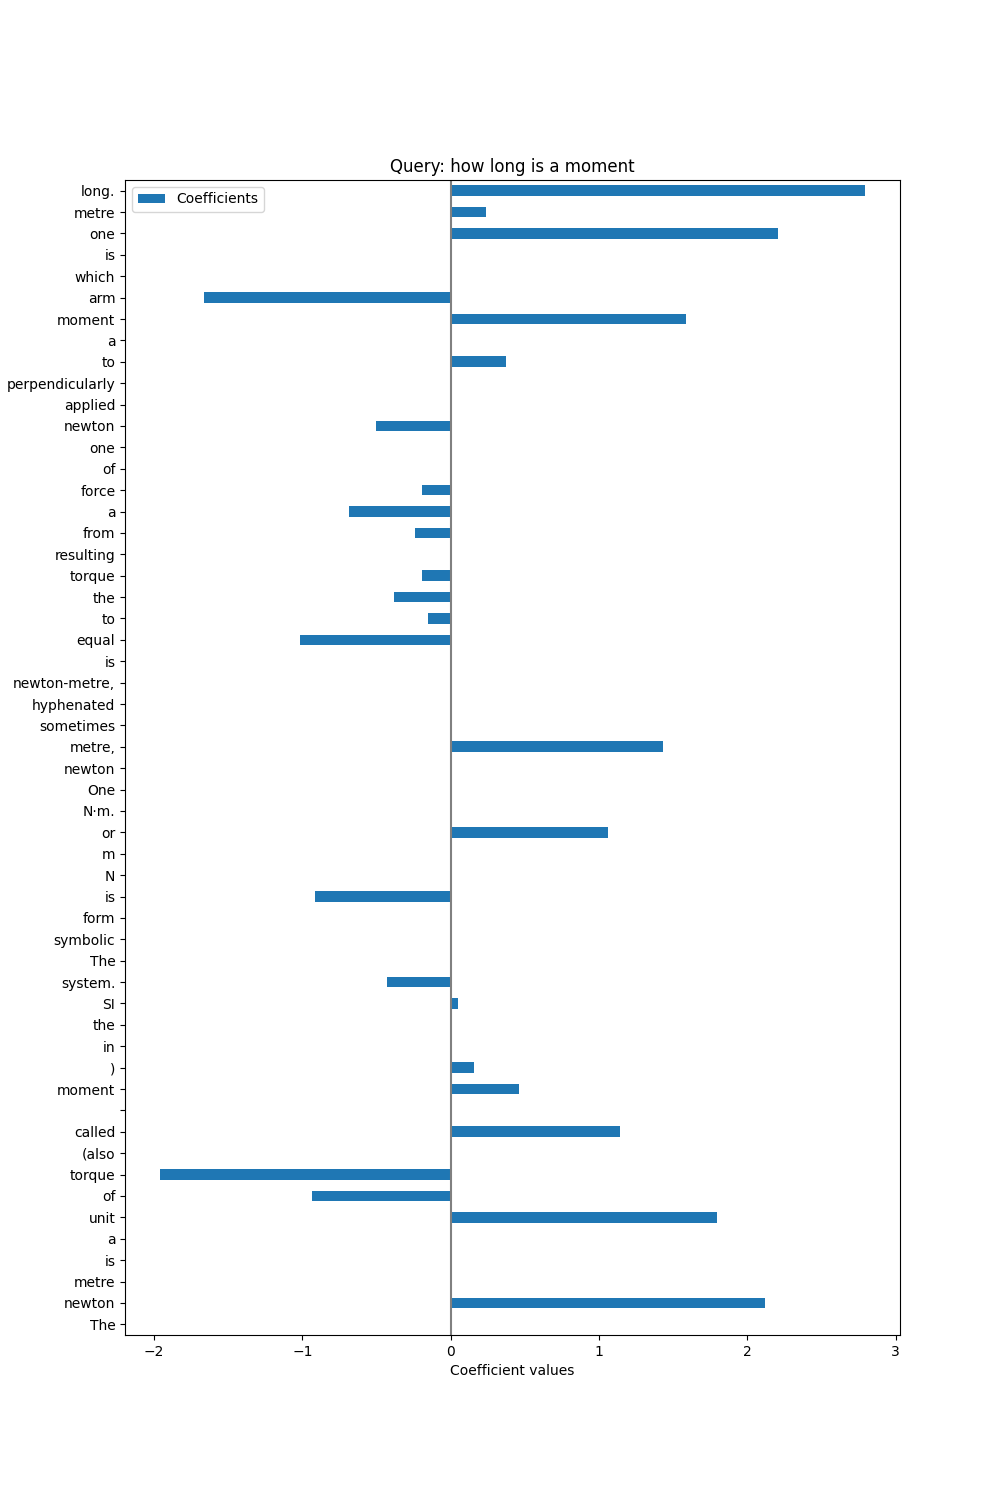 Query: how long is a moment
Coefficients
long.
metre
one
is
which
arm
moment
a
to
perpendicularly
applied
newton
one
of
force
a
from
resulting
torque
the
to
equal
is
newton-metre,
hyphenated
sometimes
metre,
newton
One
N·m.
or
m
N
is
form
symbolic
The
system.
SI
the
in
)
moment
called
(also
torque
of
unit
a
is
metre
newton
The
−2 −1 0 1 2 3
Coefficient values